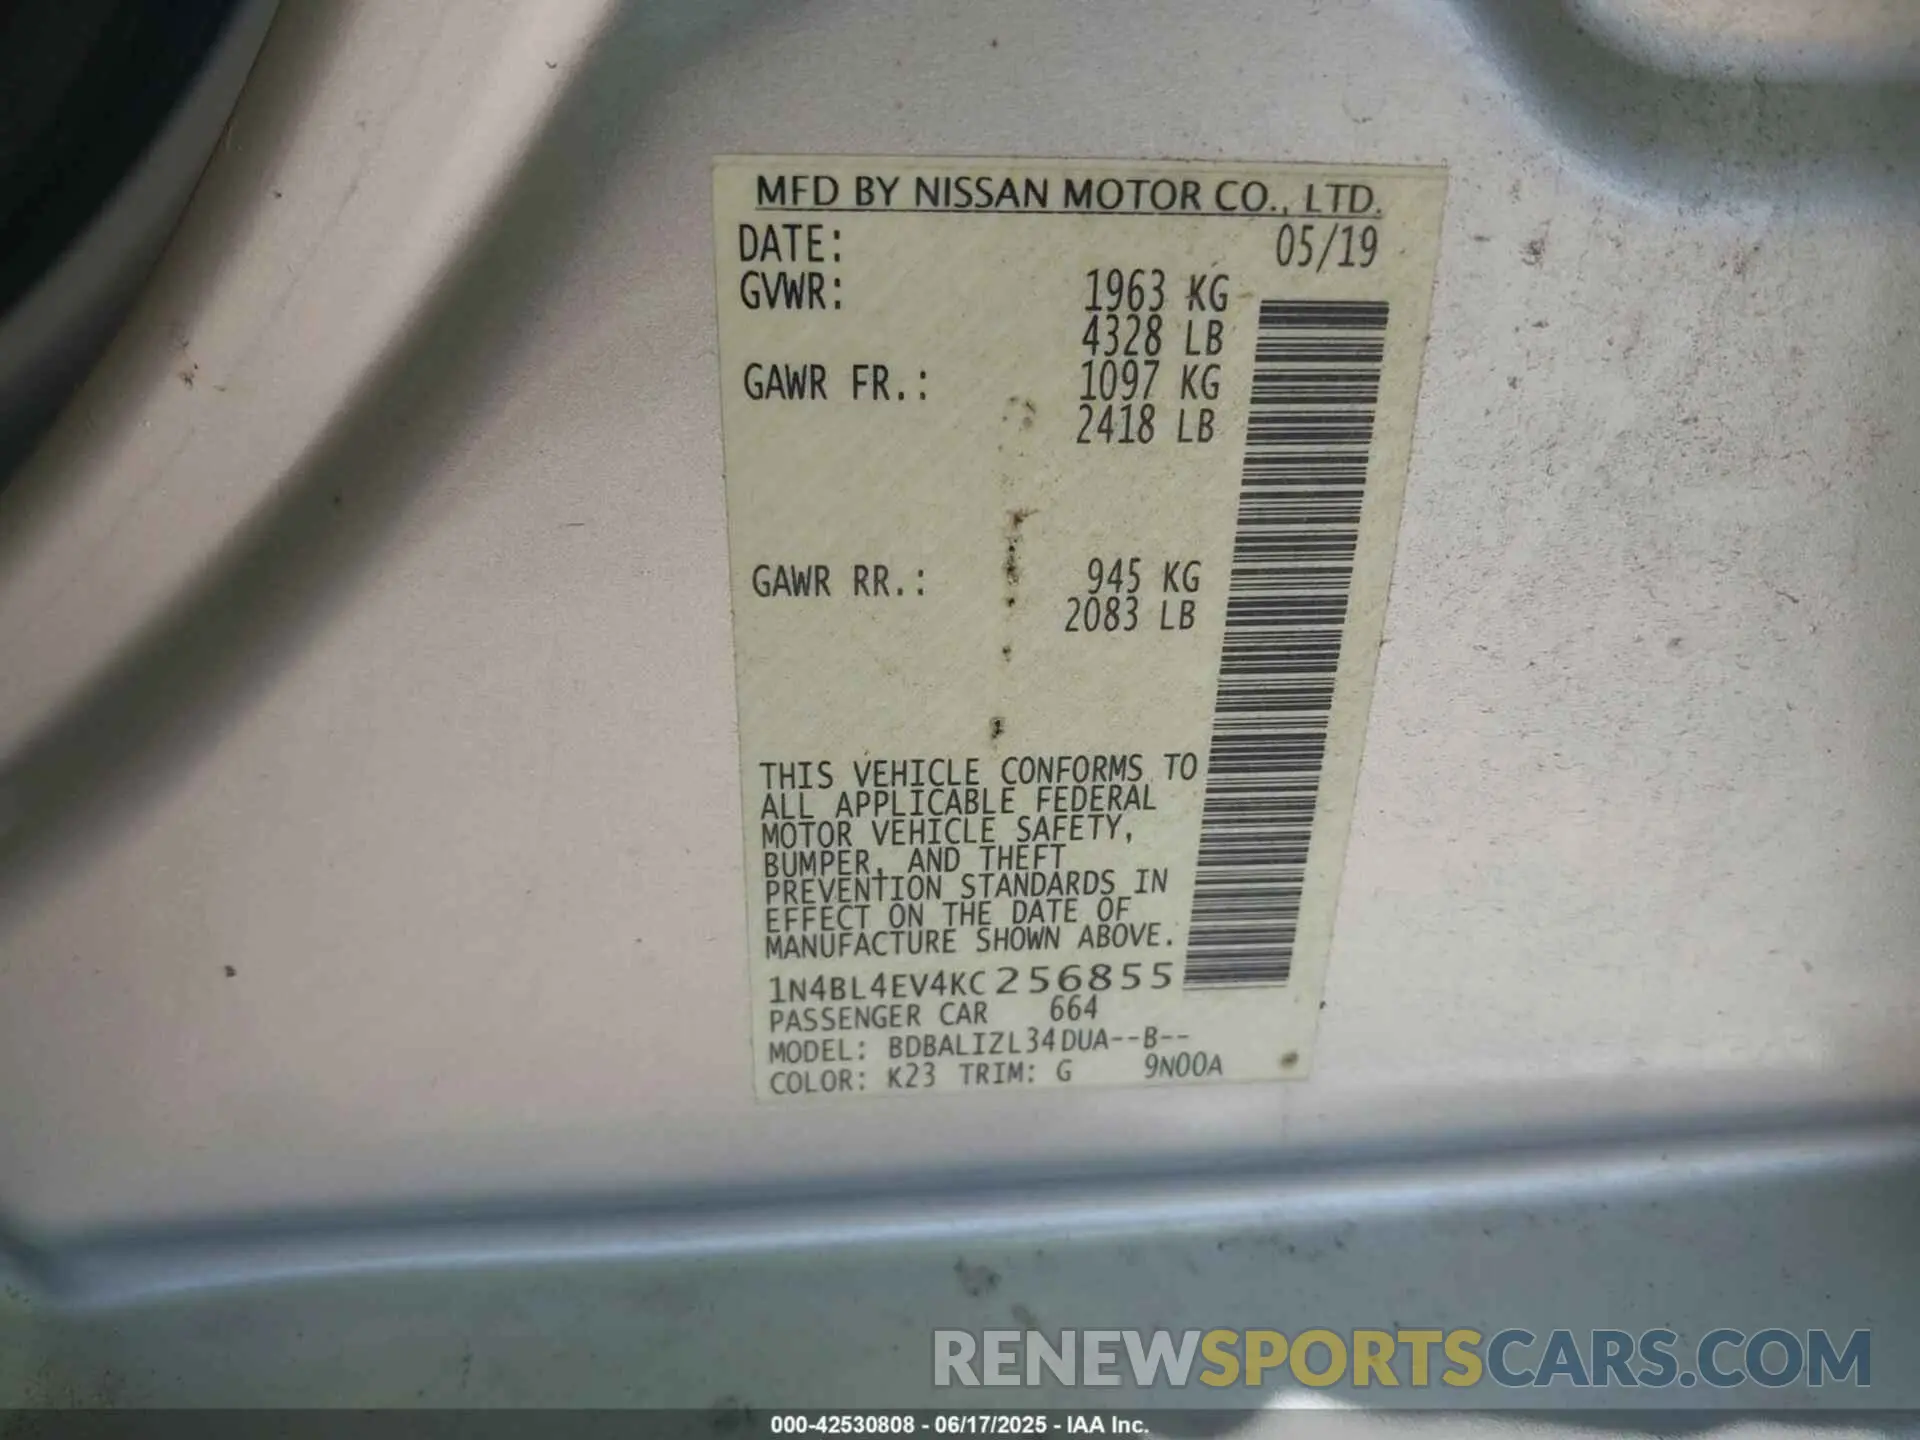 MFD BY NISSAN MOTOR CO., LTD.
DATE: 05/19
GVWR: 1963 KG
4328 LB
GAWR FR.: 1097 KG
2418 LB
GAWR RR.: 945 KG
2083 LB
THIS VEHICLE CONFORMS TO
ALL APPLICABLE FEDERAL
MOTOR VEHICLE SAFETY,
BUMPER, AND THEFT
PREVENTION STANDARDS IN
EFFECT ON THE DATE OF
MANUFACTURE SHOWN ABOVE.
1N4BL4EV4KC256855
PASSENGER CAR 664
MODEL: BDBALIZL34DUA--B--
COLOR: K23 TRIM: G 9N00A
RENEWSPORTSCARS.COM
000-42530808 - 06/17/2025 - IAA Inc.